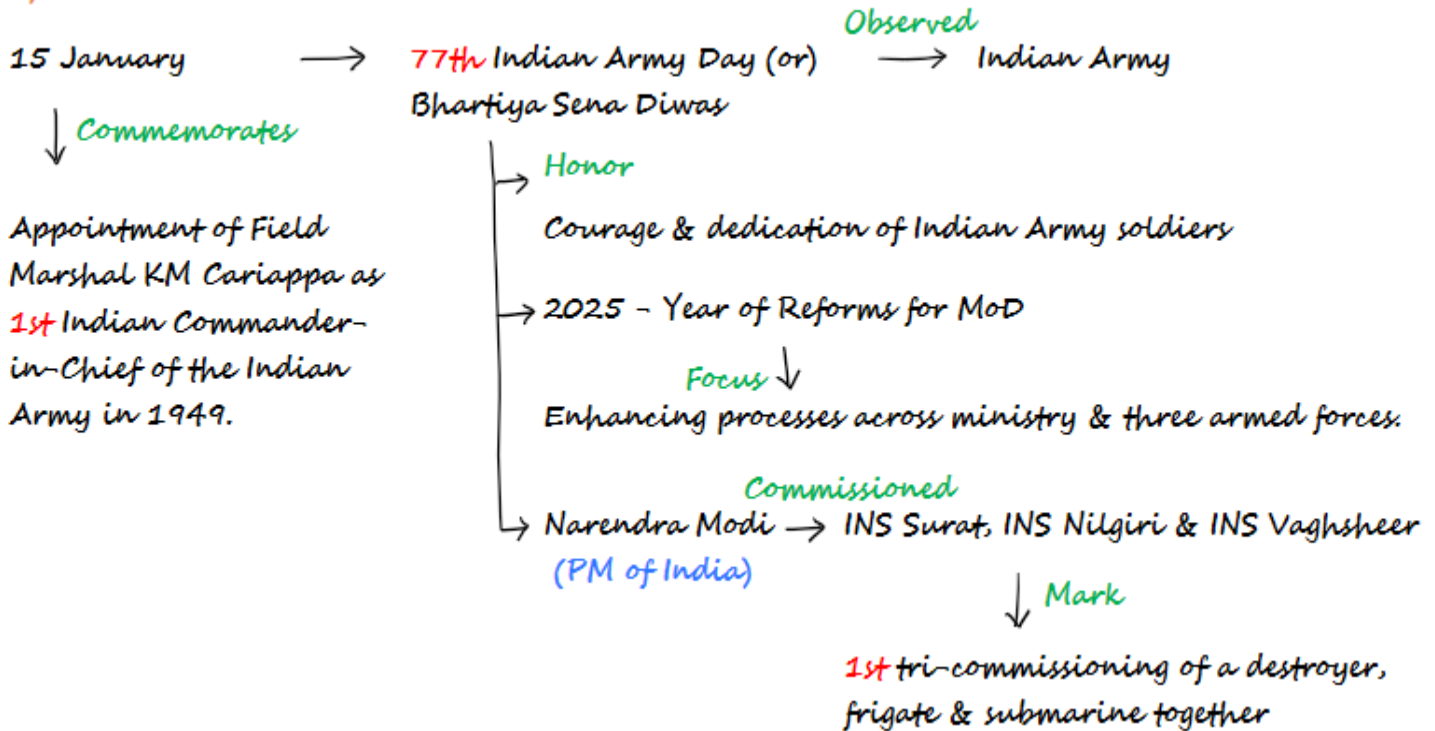 Observed
15 January → 77th Indian Army Day (or) → Indian Army
Bhartiya Sena Diwas
↓ Commemorates
Appointment of Field
Marshal KM Cariappa as
1st Indian Commander-
in-Chief of the Indian
Army in 1949.
→ Honor
Courage & dedication of Indian Army soldiers
→ 2025 - Year of Reforms for MoD
Focus ↓
Enhancing processes across ministry & three armed forces.
Commissioned
→ Narendra Modi → INS Surat, INS Nilgiri & INS Vaghsheer
(PM of India)
↓ Mark
1st tri-commissioning of a destroyer,
frigate & submarine together